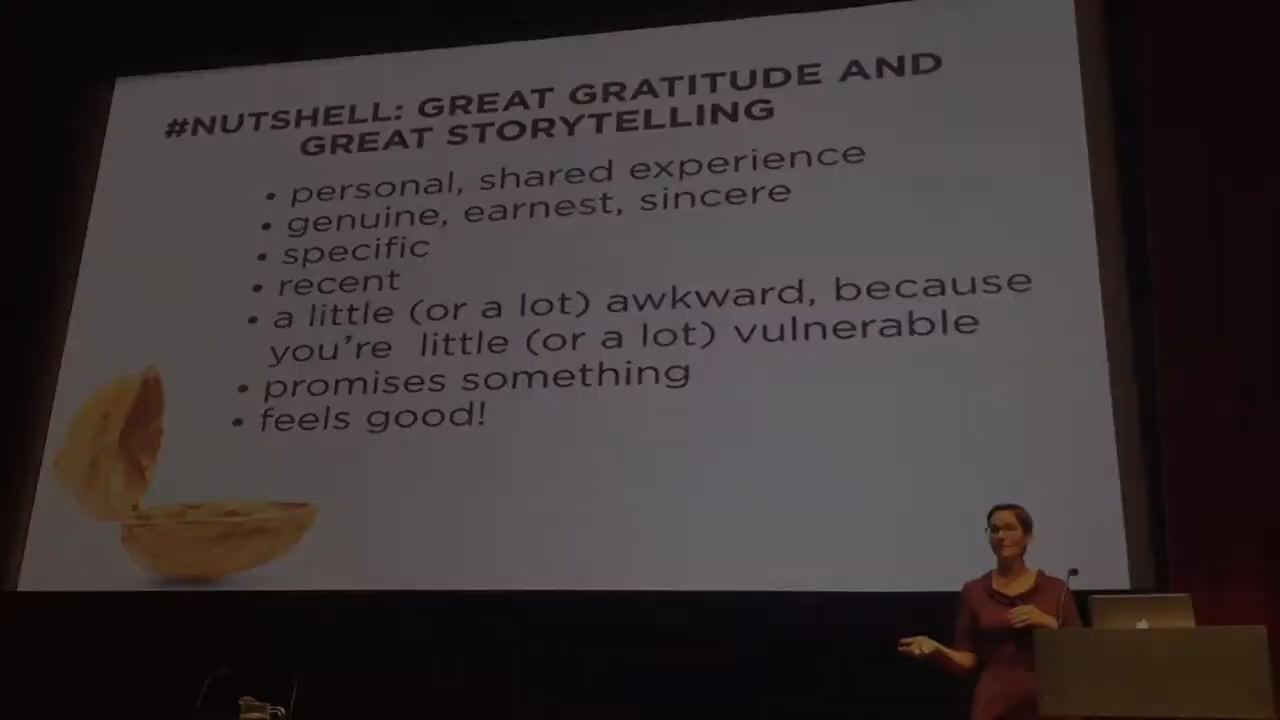 #NUTSHELL: GREAT GRATITUDE AND
GREAT STORYTELLING
• personal, shared experience
• genuine, earnest, sincere
• specific
• recent
• a little (or a lot) awkward, because
you're little (or a lot) vulnerable
• promises something
• feels good!